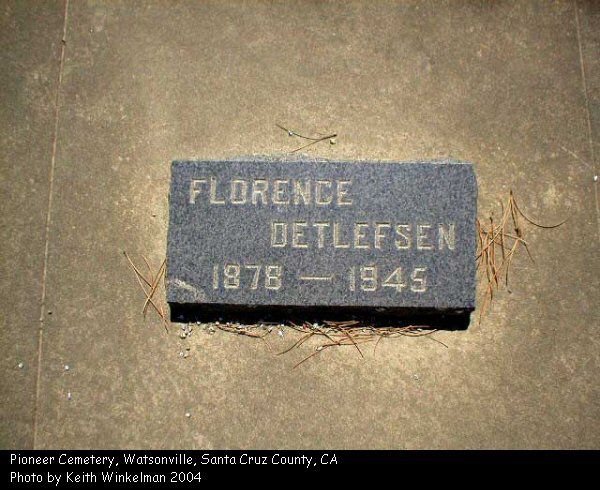 FLORENCE
DETLEFSEN
1878 — 1945
Pioneer Cemetery, Watsonville, Santa Cruz County, CA
Photo by Keith Winkelman 2004